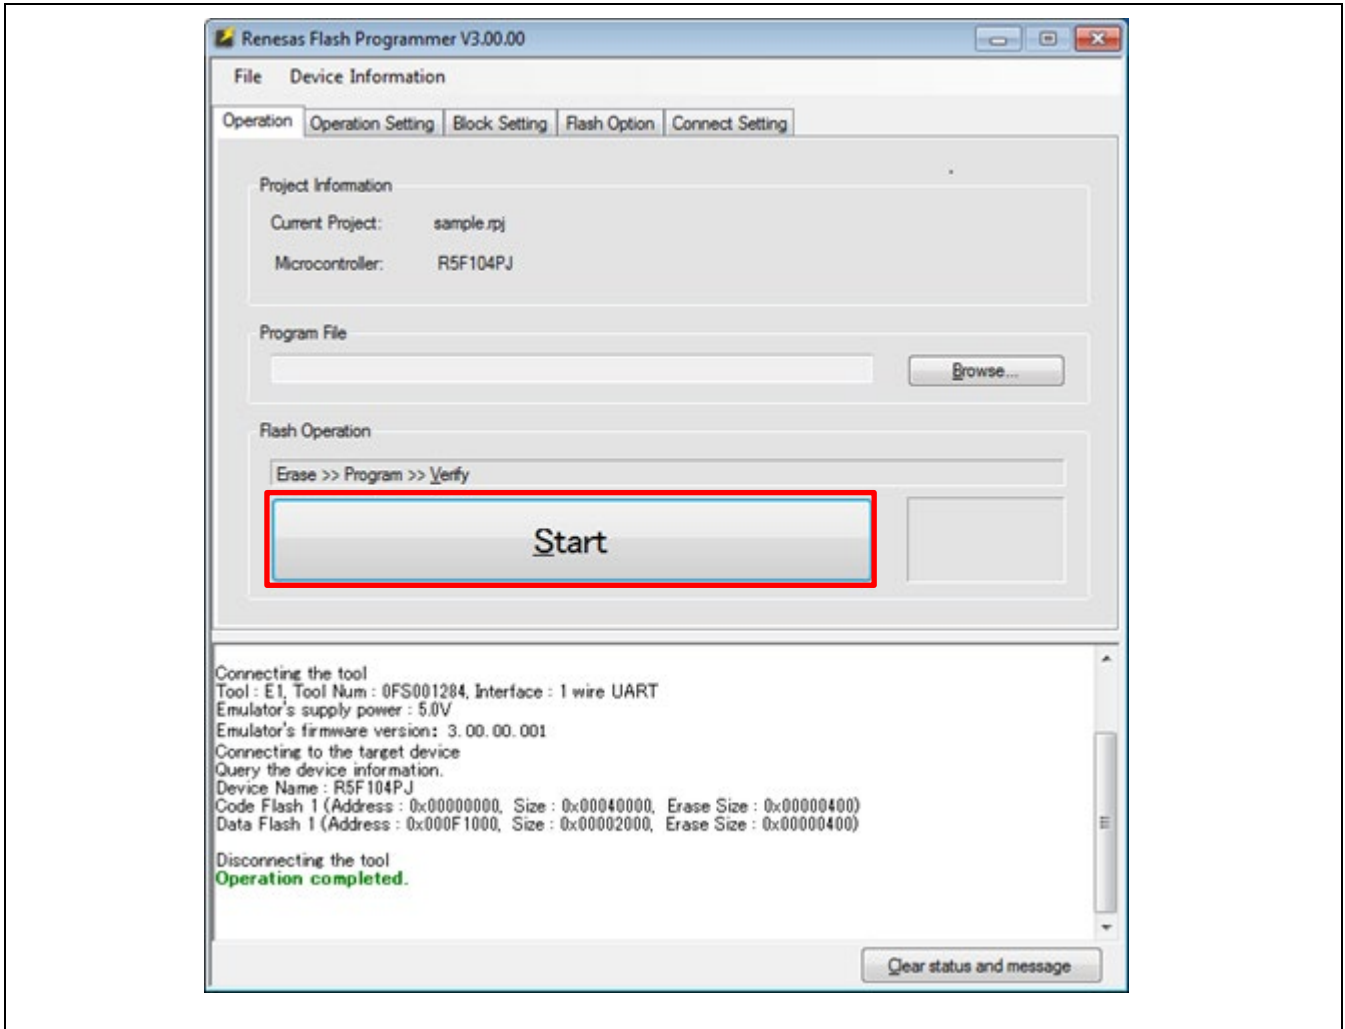 Renesas Flash Programmer V3.00.00
File Device Information
Operation Operation Setting Block Setting Flash Option Connect Setting
Project Information
Current Project: sample.rpj
Microcontroller: R5F104PJ
Program File
Browse...
Flash Operation
Erase >> Program >> Verify
Start
Connecting the tool
Tool : E1, Tool Num : 0FS001284, Interface : 1 wire UART
Emulator's supply power : 5.0V
Emulator's firmware version: 3.00.00.001
Connecting to the target device
Query the device information.
Device Name : R5F104PJ
Code Flash 1 (Address : 0x00000000, Size : 0x00040000, Erase Size : 0x00000400)
Data Flash 1 (Address : 0x000F1000, Size : 0x00002000, Erase Size : 0x00000400)
Disconnecting the tool
Operation completed.
Clear status and message